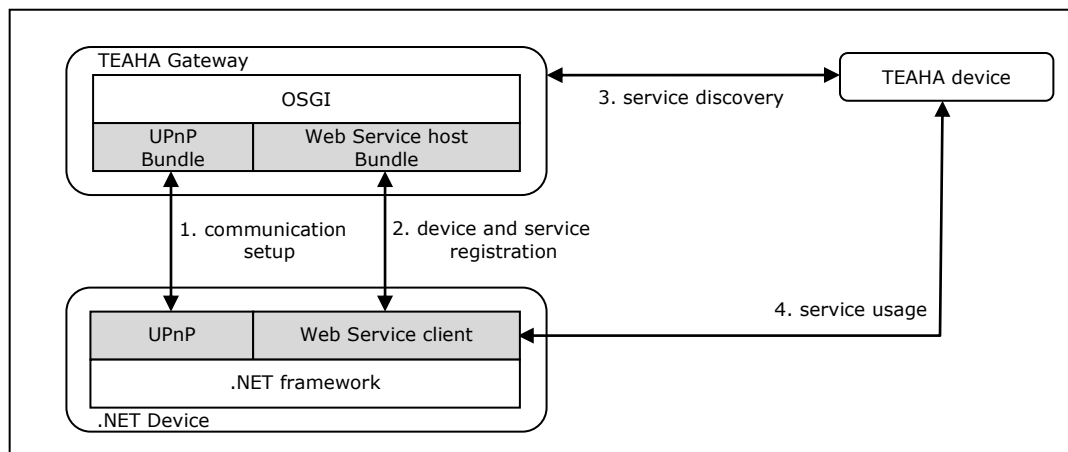 TEAHA Gateway
OSGI
UPnP
Bundle
Web Service host
Bundle
TEAHA device
3. service discovery
1. communication
setup
2. device and service
registration
4. service usage
UPnP
Web Service client
.NET framework
.NET Device